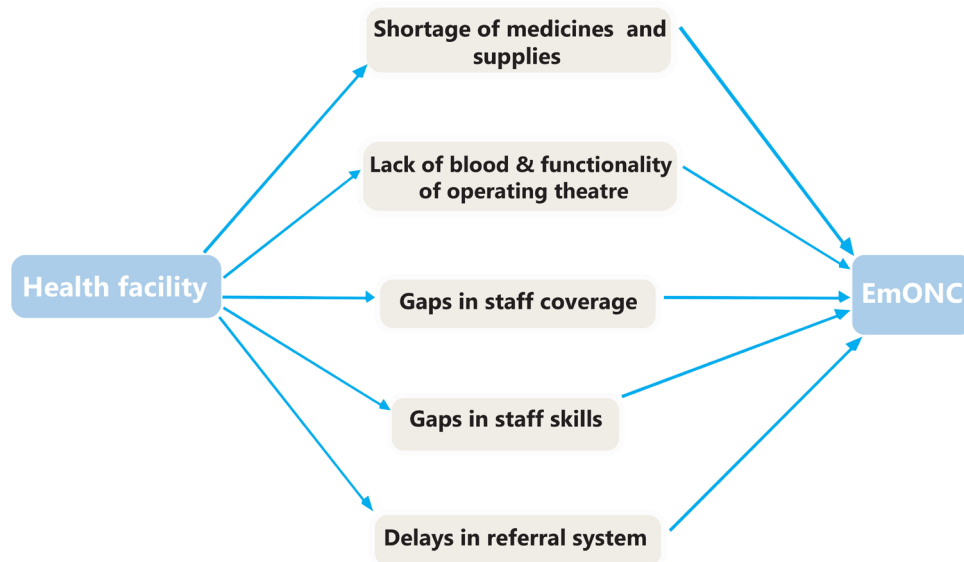 Shortage of medicines and
supplies
Lack of blood & functionality
of operating theatre
Health facility
Gaps in staff coverage
EmONC
Gaps in staff skills
Delays in referral system